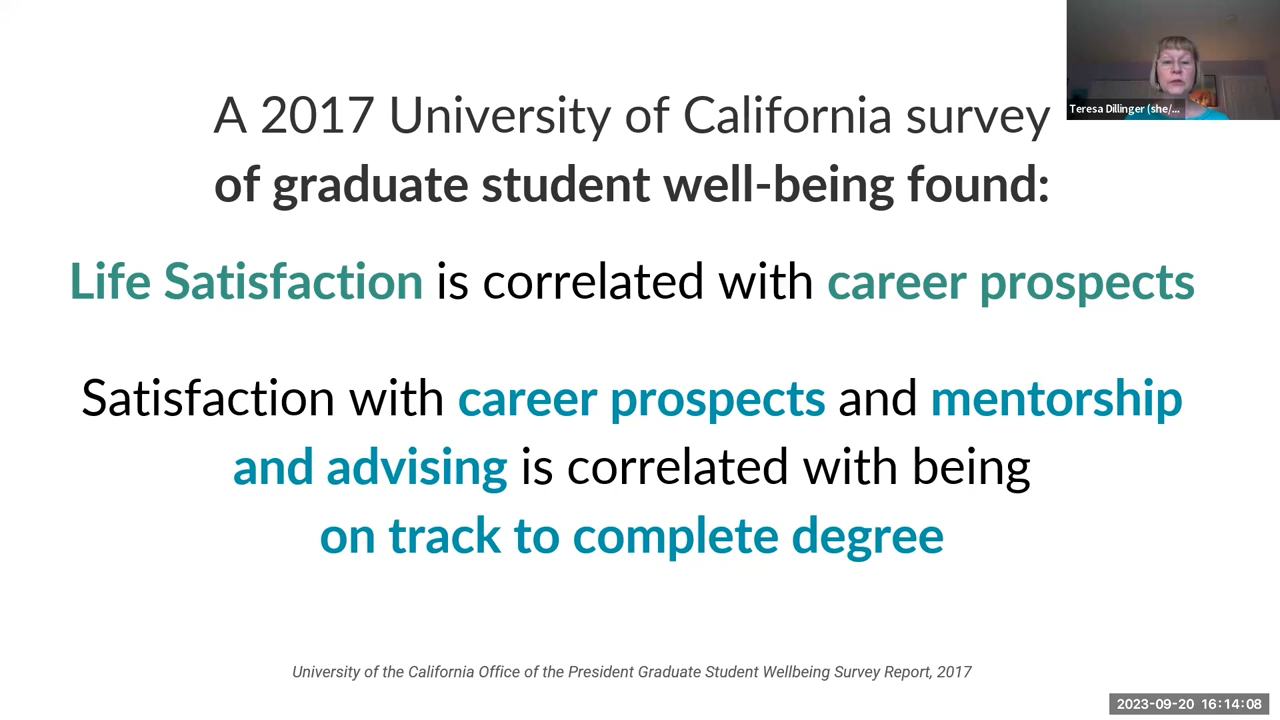 A 2017 University of California survey
of graduate student well-being found:
Life Satisfaction is correlated with career prospects
Satisfaction with career prospects and mentorship
and advising is correlated with being
on track to complete degree
University of the California Office of the President Graduate Student Wellbeing Survey Report, 2017
Teresa Dillinger (she/...
2023-09-20 16:14:08